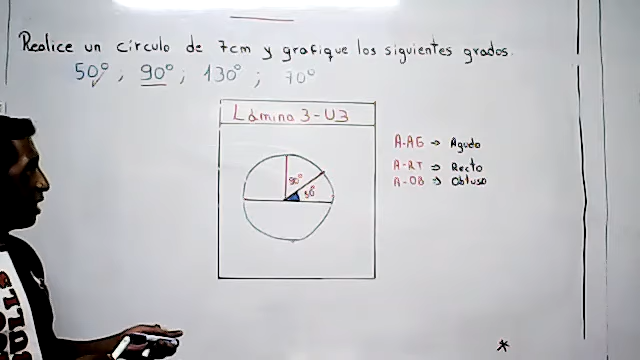 Realice un círculo de 7cm y grafique los siguientes grados.
50° ; 90° ; 130° ; 70°
Lámina 3-U3
90°
50°
A-AG → Agudo
A-RT → Recto
A-OB → Obtuso
*